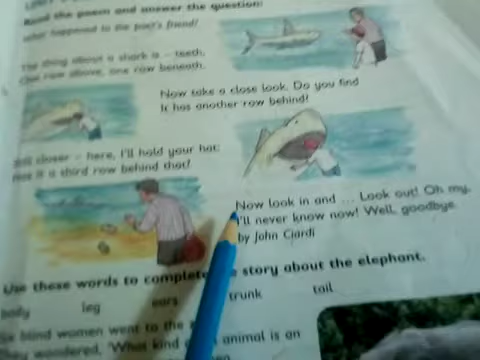 Read the poem and answer the question:
what happened to the poet's friend?
The thing about a shark is – teeth,
One row above, one row beneath.
Now take a close look. Do you find
It has another row behind?
Still closer – here, I'll hold your hat:
Has it a third row behind that?
Now look in and ... Look out! Oh my,
I'll never know now! Well, goodbye.
by John Ciardi
Use these words to complete story about the elephant.
body leg ears trunk tail
blind women went to the
wondered, 'What kind animal is an